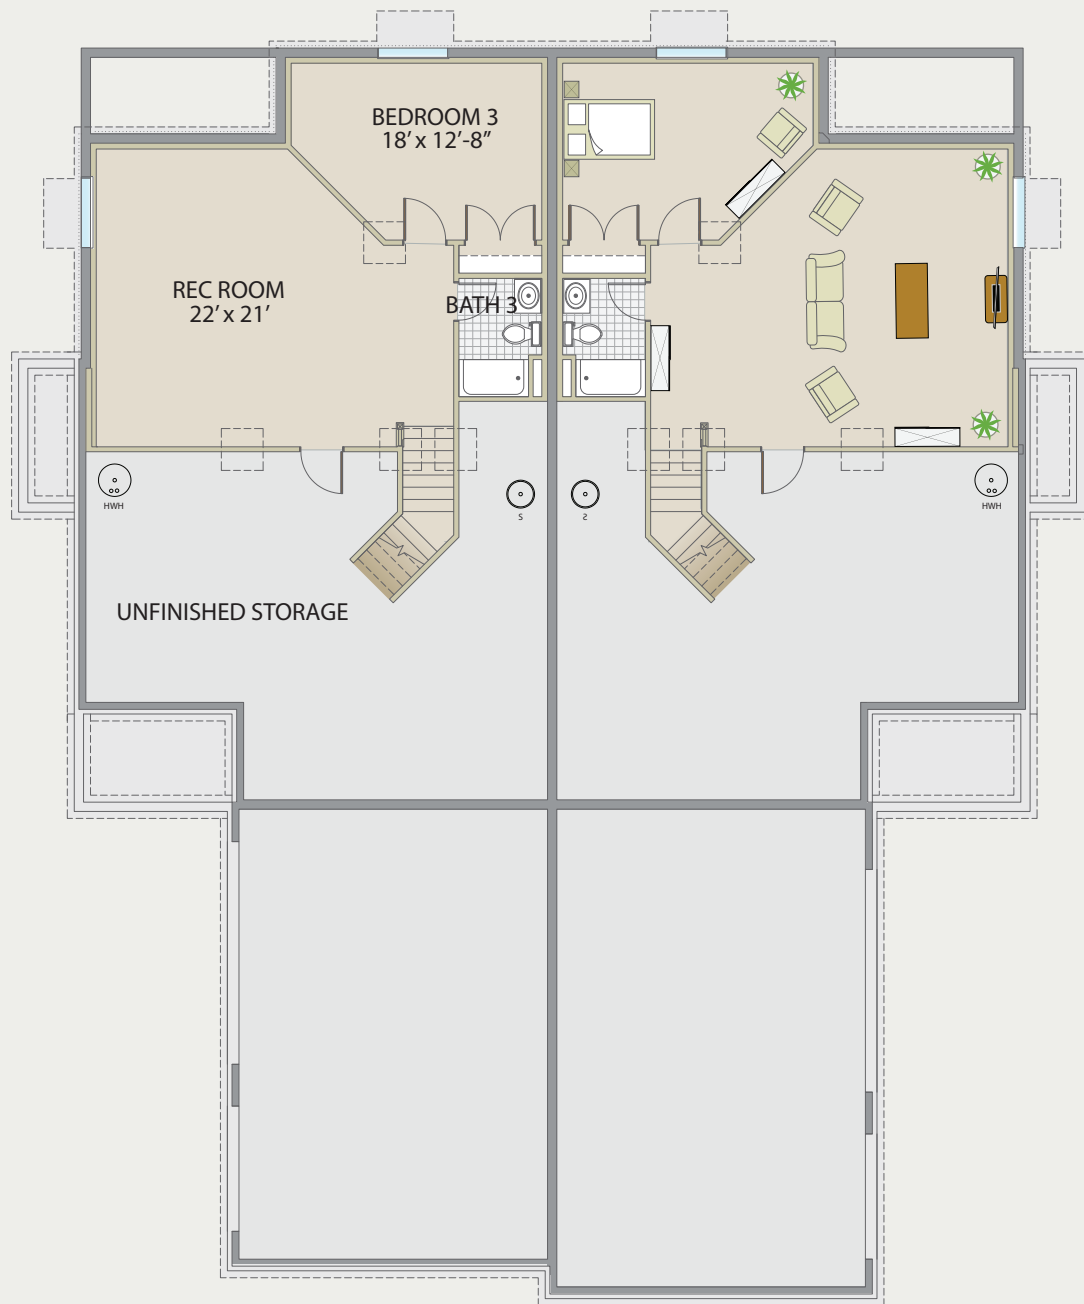 BEDROOM 3
18’ x 12’-8”
REC ROOM
22’ x 21’
BATH 3
HWH
S
S
HWH
UNFINISHED STORAGE